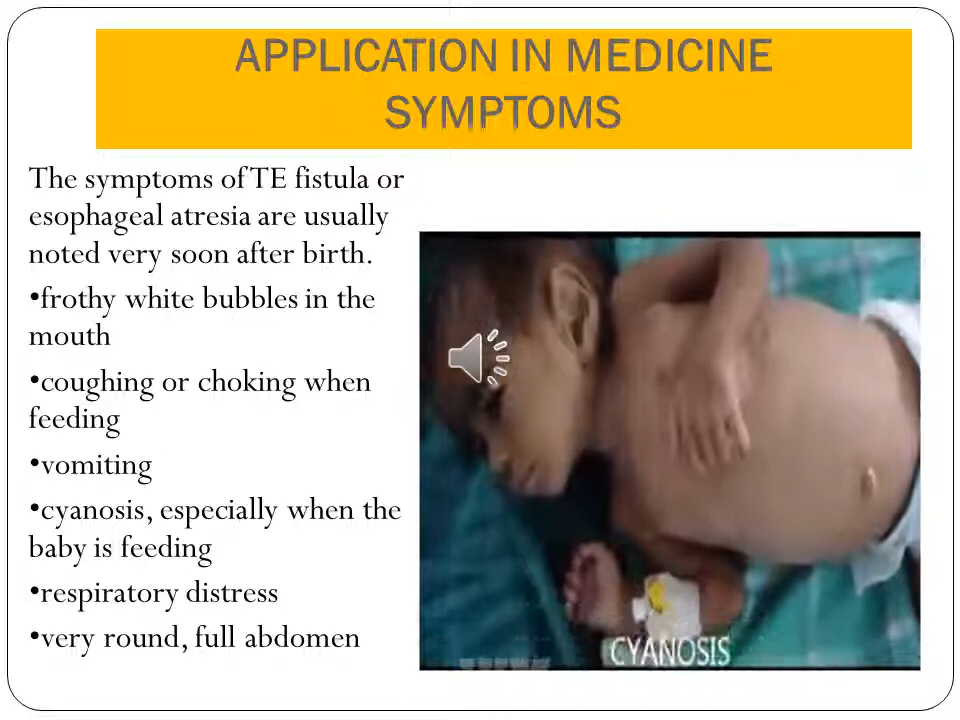 APPLICATION IN MEDICINE
SYMPTOMS
The symptoms of TE fistula or
esophageal atresia are usually
noted very soon after birth.
•frothy white bubbles in the
mouth
•coughing or choking when
feeding
•vomiting
•cyanosis, especially when the
baby is feeding
•respiratory distress
•very round, full abdomen
CYANOSIS